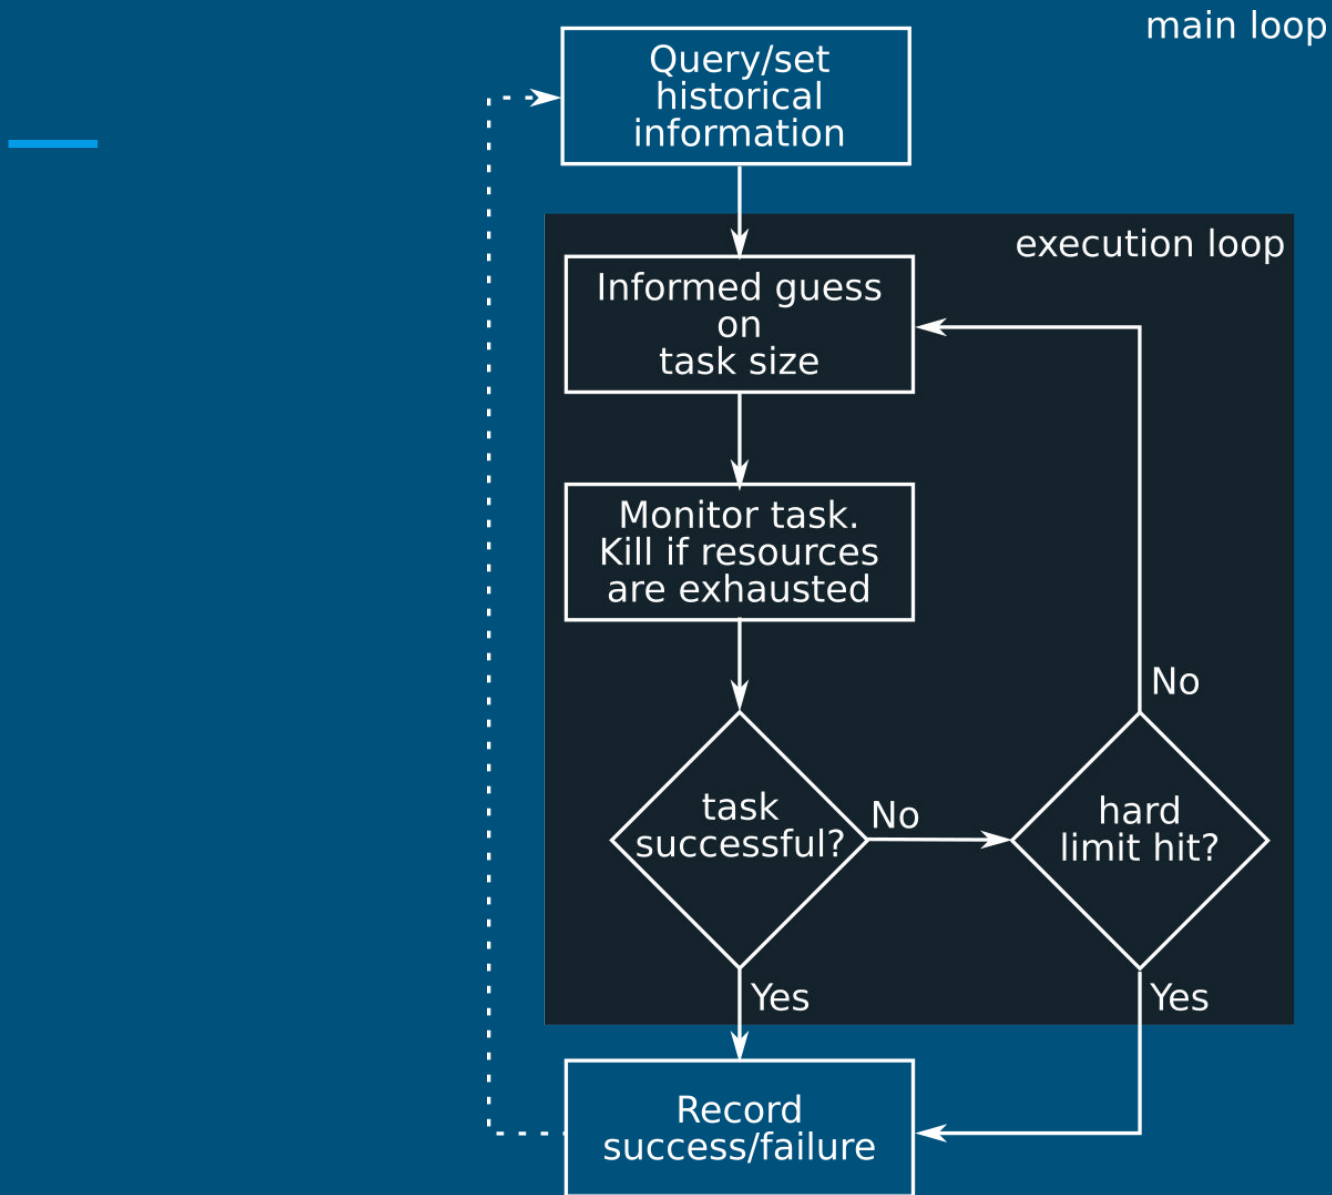 main loop
Query/set
historical
information
execution loop
Informed guess
on
task size
Monitor task.
Kill if resources
are exhausted
No
task
successful?
No
hard
limit hit?
Yes
Yes
Record
success/failure